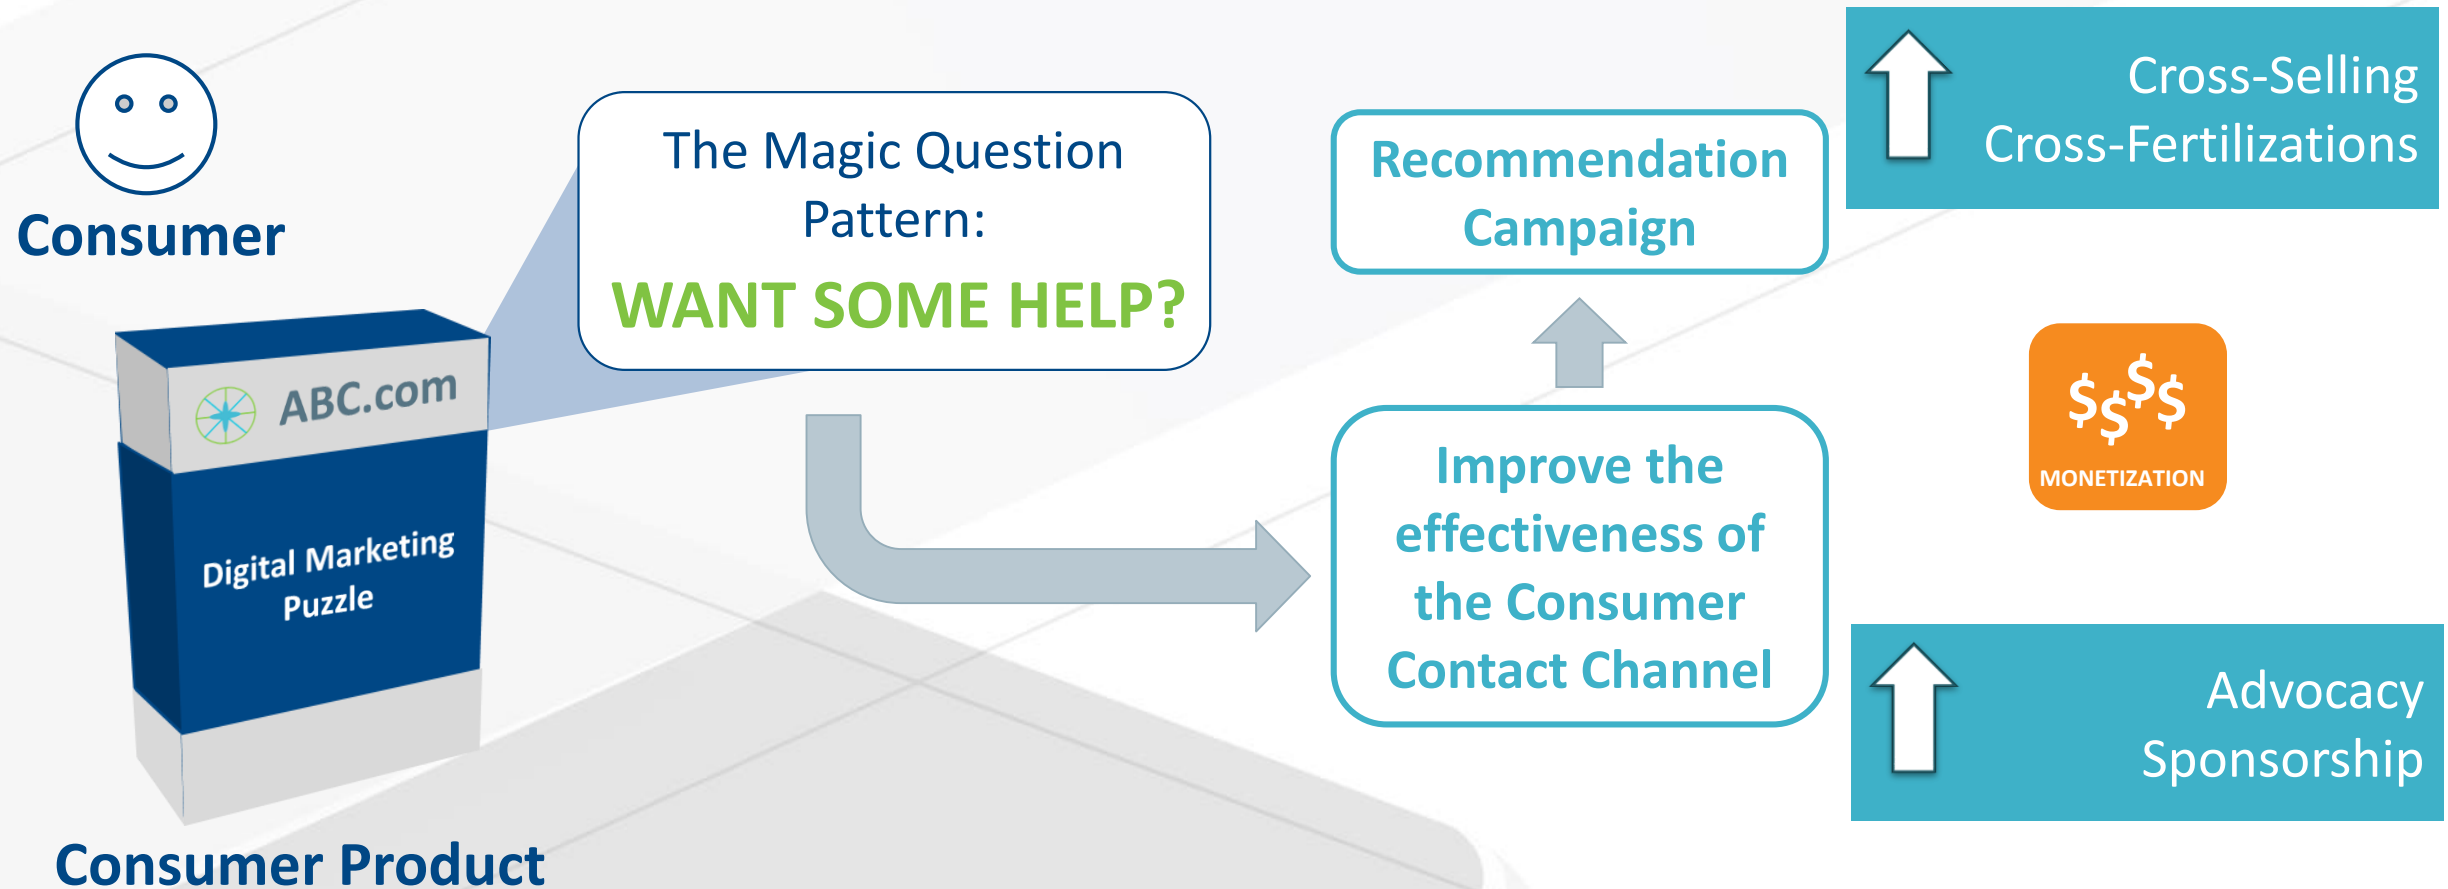 Consumer
ABC.com
Digital Marketing
Puzzle
Consumer Product
The Magic Question
Pattern:
WANT SOME HELP?
Recommendation
Campaign
Improve the
effectiveness of
the Consumer
Contact Channel
Cross-Selling
Cross-Fertilizations
$$$$
MONETIZATION
Advocacy
Sponsorship